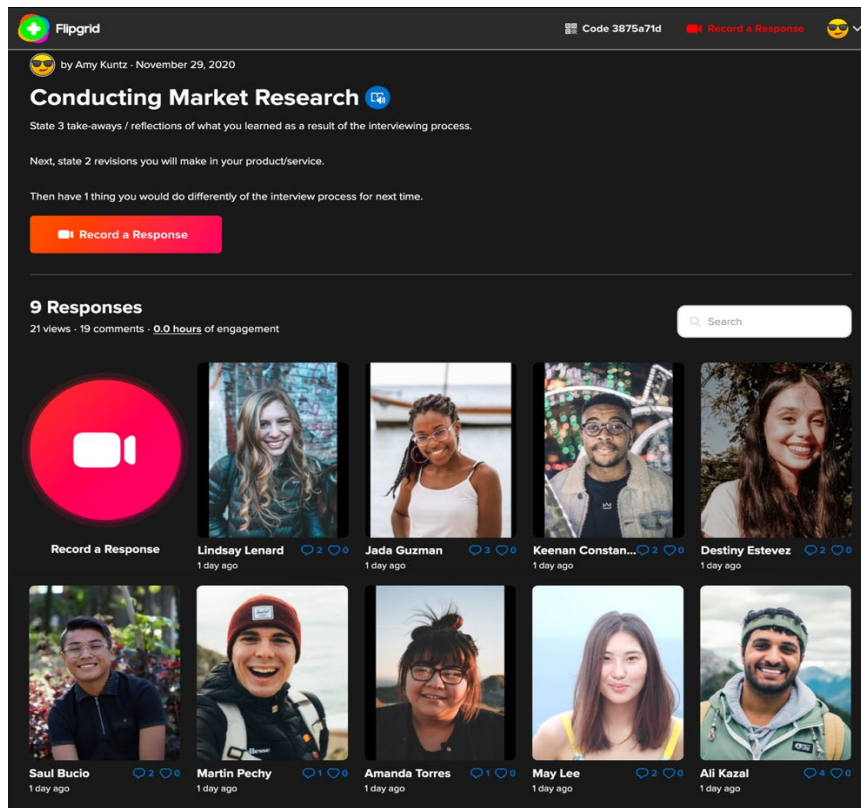 Flipgrid
Code 3875a71d
Record a Response
by Amy Kuntz · November 29, 2020
Conducting Market Research
State 3 take-aways / reflections of what you learned as a result of the interviewing process.
Next, state 2 revisions you will make in your product/service.
Then have 1 thing you would do differently of the interview process for next time.
Record a Response
9 Responses
21 views · 19 comments · 0.0 hours of engagement
Search
Record a Response
Lindsay Lenard 2 0
1 day ago
Jada Guzman 3 0
1 day ago
Keenan Constan... 2 0
1 day ago
Destiny Estevez 2 0
1 day ago
Saul Bucio 2 0
1 day ago
Martin Pechy 1 0
1 day ago
Amanda Torres 1 0
1 day ago
May Lee 2 0
1 day ago
Ali Kazal 4 0
1 day ago